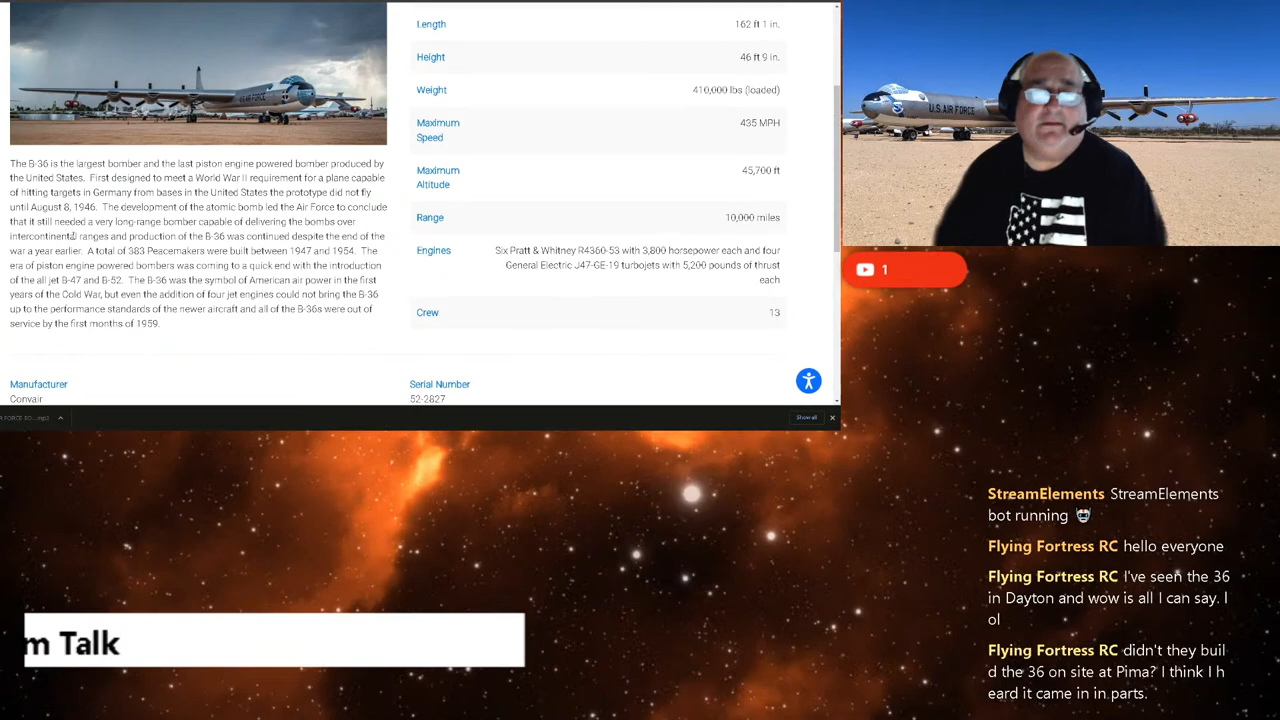 Length 162 ft 1 in.
Height 46 ft 9 in.
Weight 410,000 lbs (loaded)
Maximum Speed 435 MPH
Maximum Altitude 45,700 ft
Range 10,000 miles
Engines Six Pratt & Whitney R4360-53 with 3,800 horsepower each and four
General Electric J47-GE-19 turbojets with 5,200 pounds of thrust
each
Crew 13
U.S. AIR FORCE
The B-36 is the largest bomber and the last piston engine powered bomber produced by
the United States. First designed to meet a World War II requirement for a plane capable
of hitting targets in Germany from bases in the United States the prototype did not fly
until August 8, 1946. The development of the atomic bomb led the Air Force to conclude
that it still needed a very long-range bomber capable of delivering the bombs over
intercontinental ranges and production of the B-36 was continued despite the end of the
war a year earlier. A total of 383 Peacemakers were built between 1947 and 1954. The
era of piston engine powered bombers was coming to a quick end with the introduction
of the all jet B-47 and B-52. The B-36 was the symbol of American air power in the first
years of the Cold War, but even the addition of four jet engines could not bring the B-36
up to the performance standards of the newer aircraft and all of the B-36s were out of
service by the first months of 1959.
Manufacturer
Convair
Serial Number
52-2827
Show all
U.S. AIR FORCE
1
StreamElements StreamElements
bot running
Flying Fortress RC hello everyone
Flying Fortress RC I've seen the 36
in Dayton and wow is all I can say. l
ol
Flying Fortress RC didn't they buil
d the 36 on site at Pima? I think I h
eard it came in in parts.
m Talk